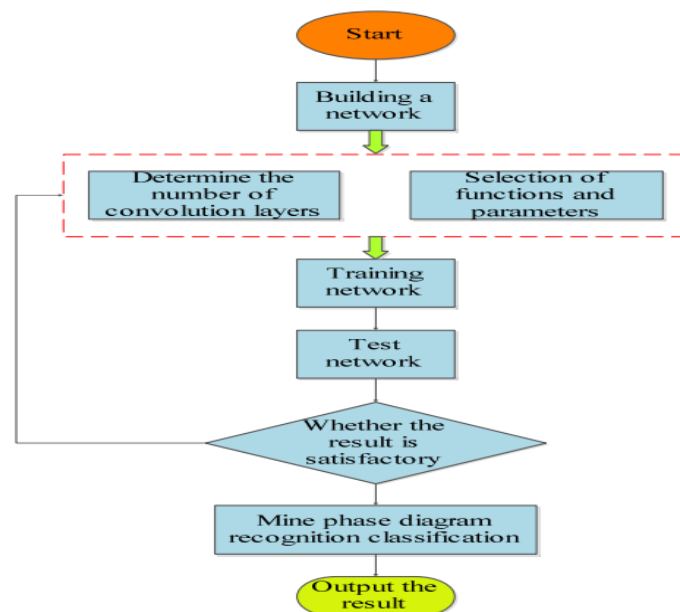 Start
Building a
network
Determine the
number of
convolution layers
Selection of
functions and
parameters
Training
network
Test
network
Whether the
result is
satisfactory
Mine phase diagram
recognition classification
Output the
result